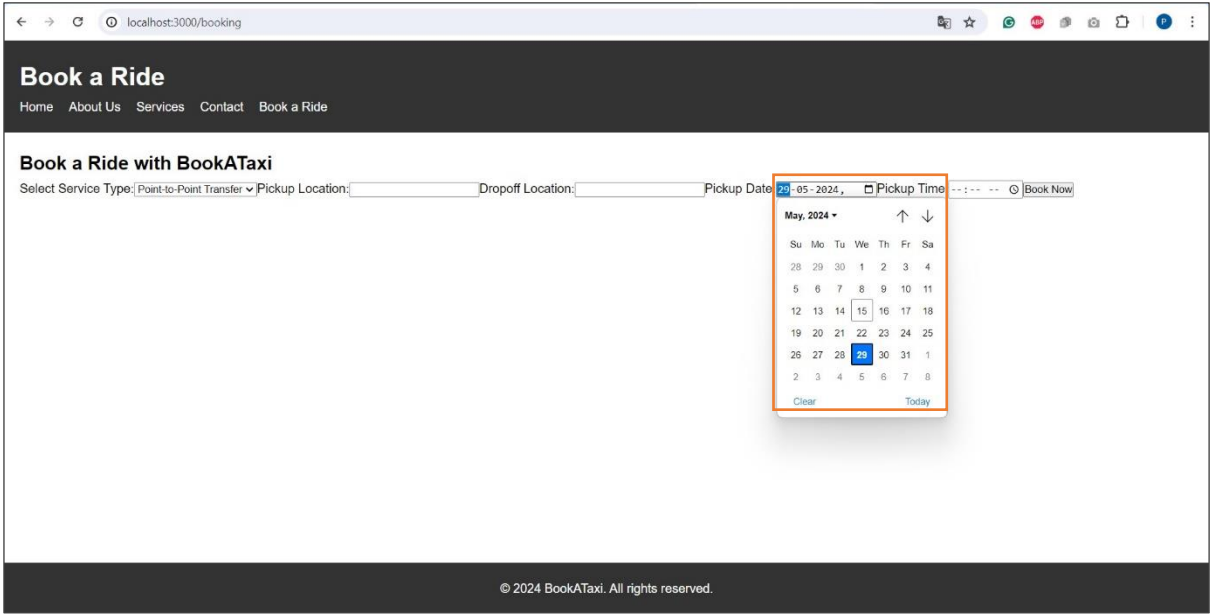 localhost:3000/booking
Book a Ride
Home About Us Services Contact Book a Ride
Book a Ride with BookATaxi
Select Service Type: Point-to-Point Transfer Pickup Location: Dropoff Location: Pickup Date 29-05-2024, Pickup Time --:-- -- Book Now
May, 2024
Su Mo Tu We Th Fr Sa
28 29 30 1 2 3 4
5 6 7 8 9 10 11
12 13 14 15 16 17 18
19 20 21 22 23 24 25
26 27 28 29 30 31 1
2 3 4 5 6 7 8
Clear Today
© 2024 BookATaxi. All rights reserved.
ABP
P